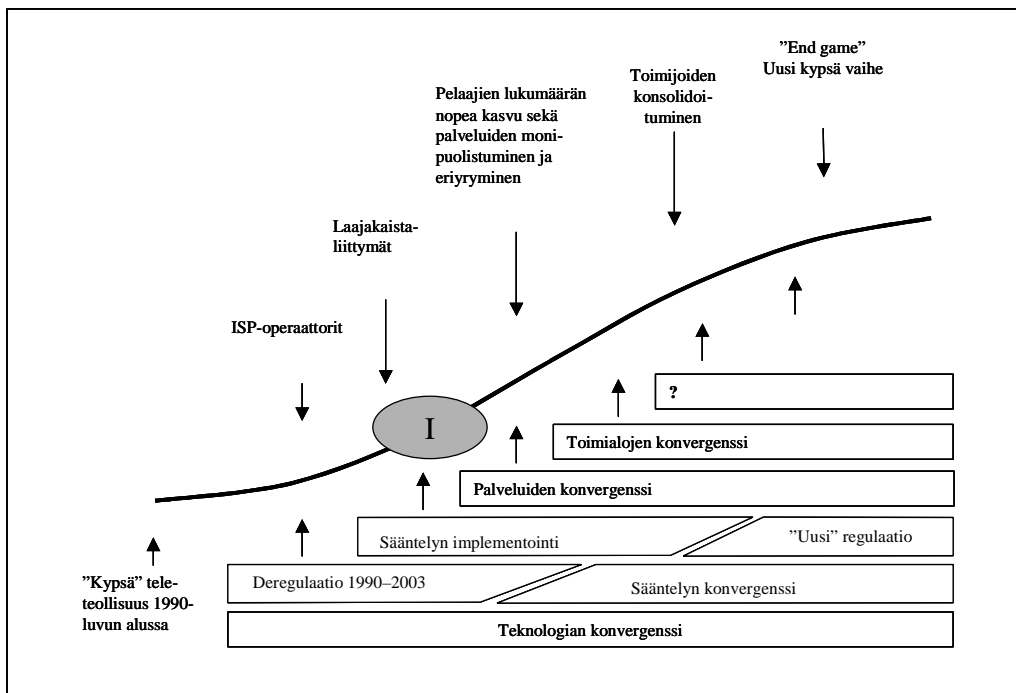 ”End game”
Uusi kypsä vaihe
Toimijoiden
konsolidoi-
tuminen
Pelaajien lukumäärän
nopea kasvu sekä
palveluiden moni-
puolistuminen ja
eriyryminen
Laajakaista-
liittymät
ISP-operaattorit
I
?
Toimialojen konvergenssi
Palveluiden konvergenssi
Sääntelyn implementointi
”Uusi” regulaatio
”Kypsä” tele-
teollisuus 1990-
luvun alussa
Deregulaatio 1990–2003
Sääntelyn konvergenssi
Teknologian konvergenssi